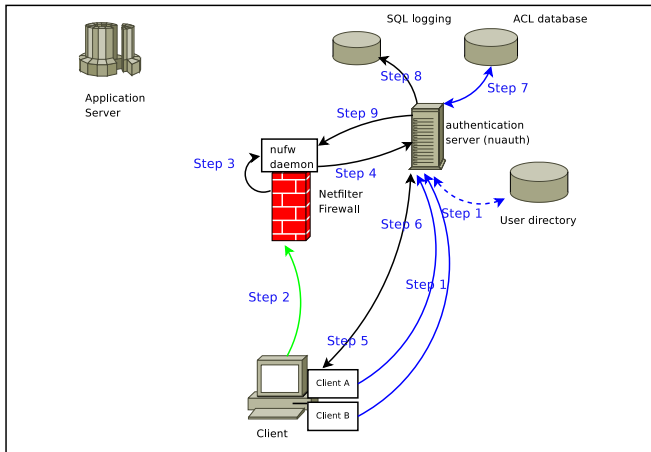 SQL logging
ACL database
Step 8
Step 7
Application
Server
Step 9
authentication
server (nuauth)
nufw
daemon
Step 3
Step 4
Netfilter
Firewall
Step 1
User directory
Step 6
Step 2
Step 1
Step 5
Client A
Client B
Client